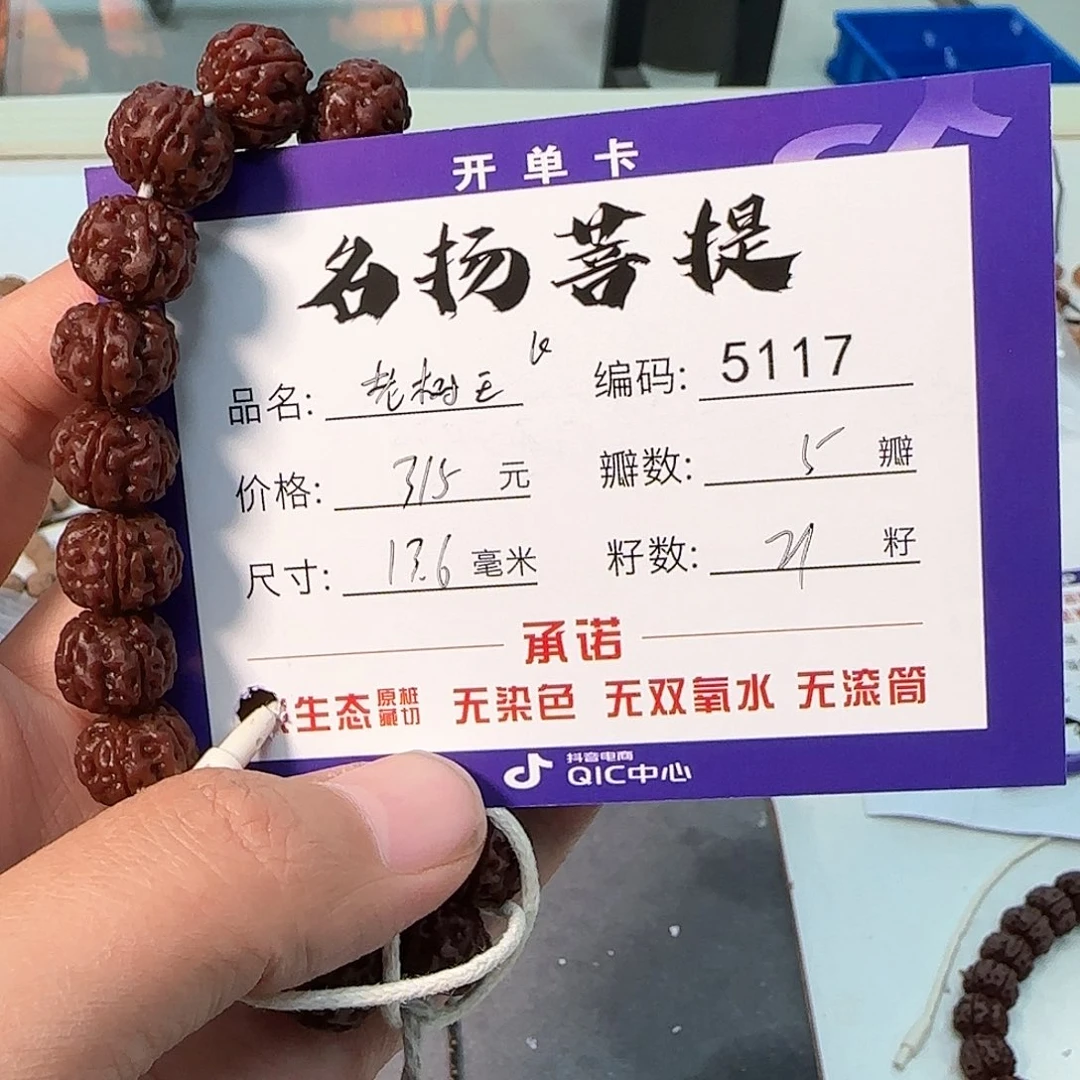 开单卡
名扬菩提
品名: 老树王 编码: 5117
价格: 315 元 瓣数: 5 瓣
尺寸: 13.6 毫米 籽数: 21 籽
承诺
生态 原桩藏切 无染色 无双氧水 无滚筒
抖音电商
QIC中心